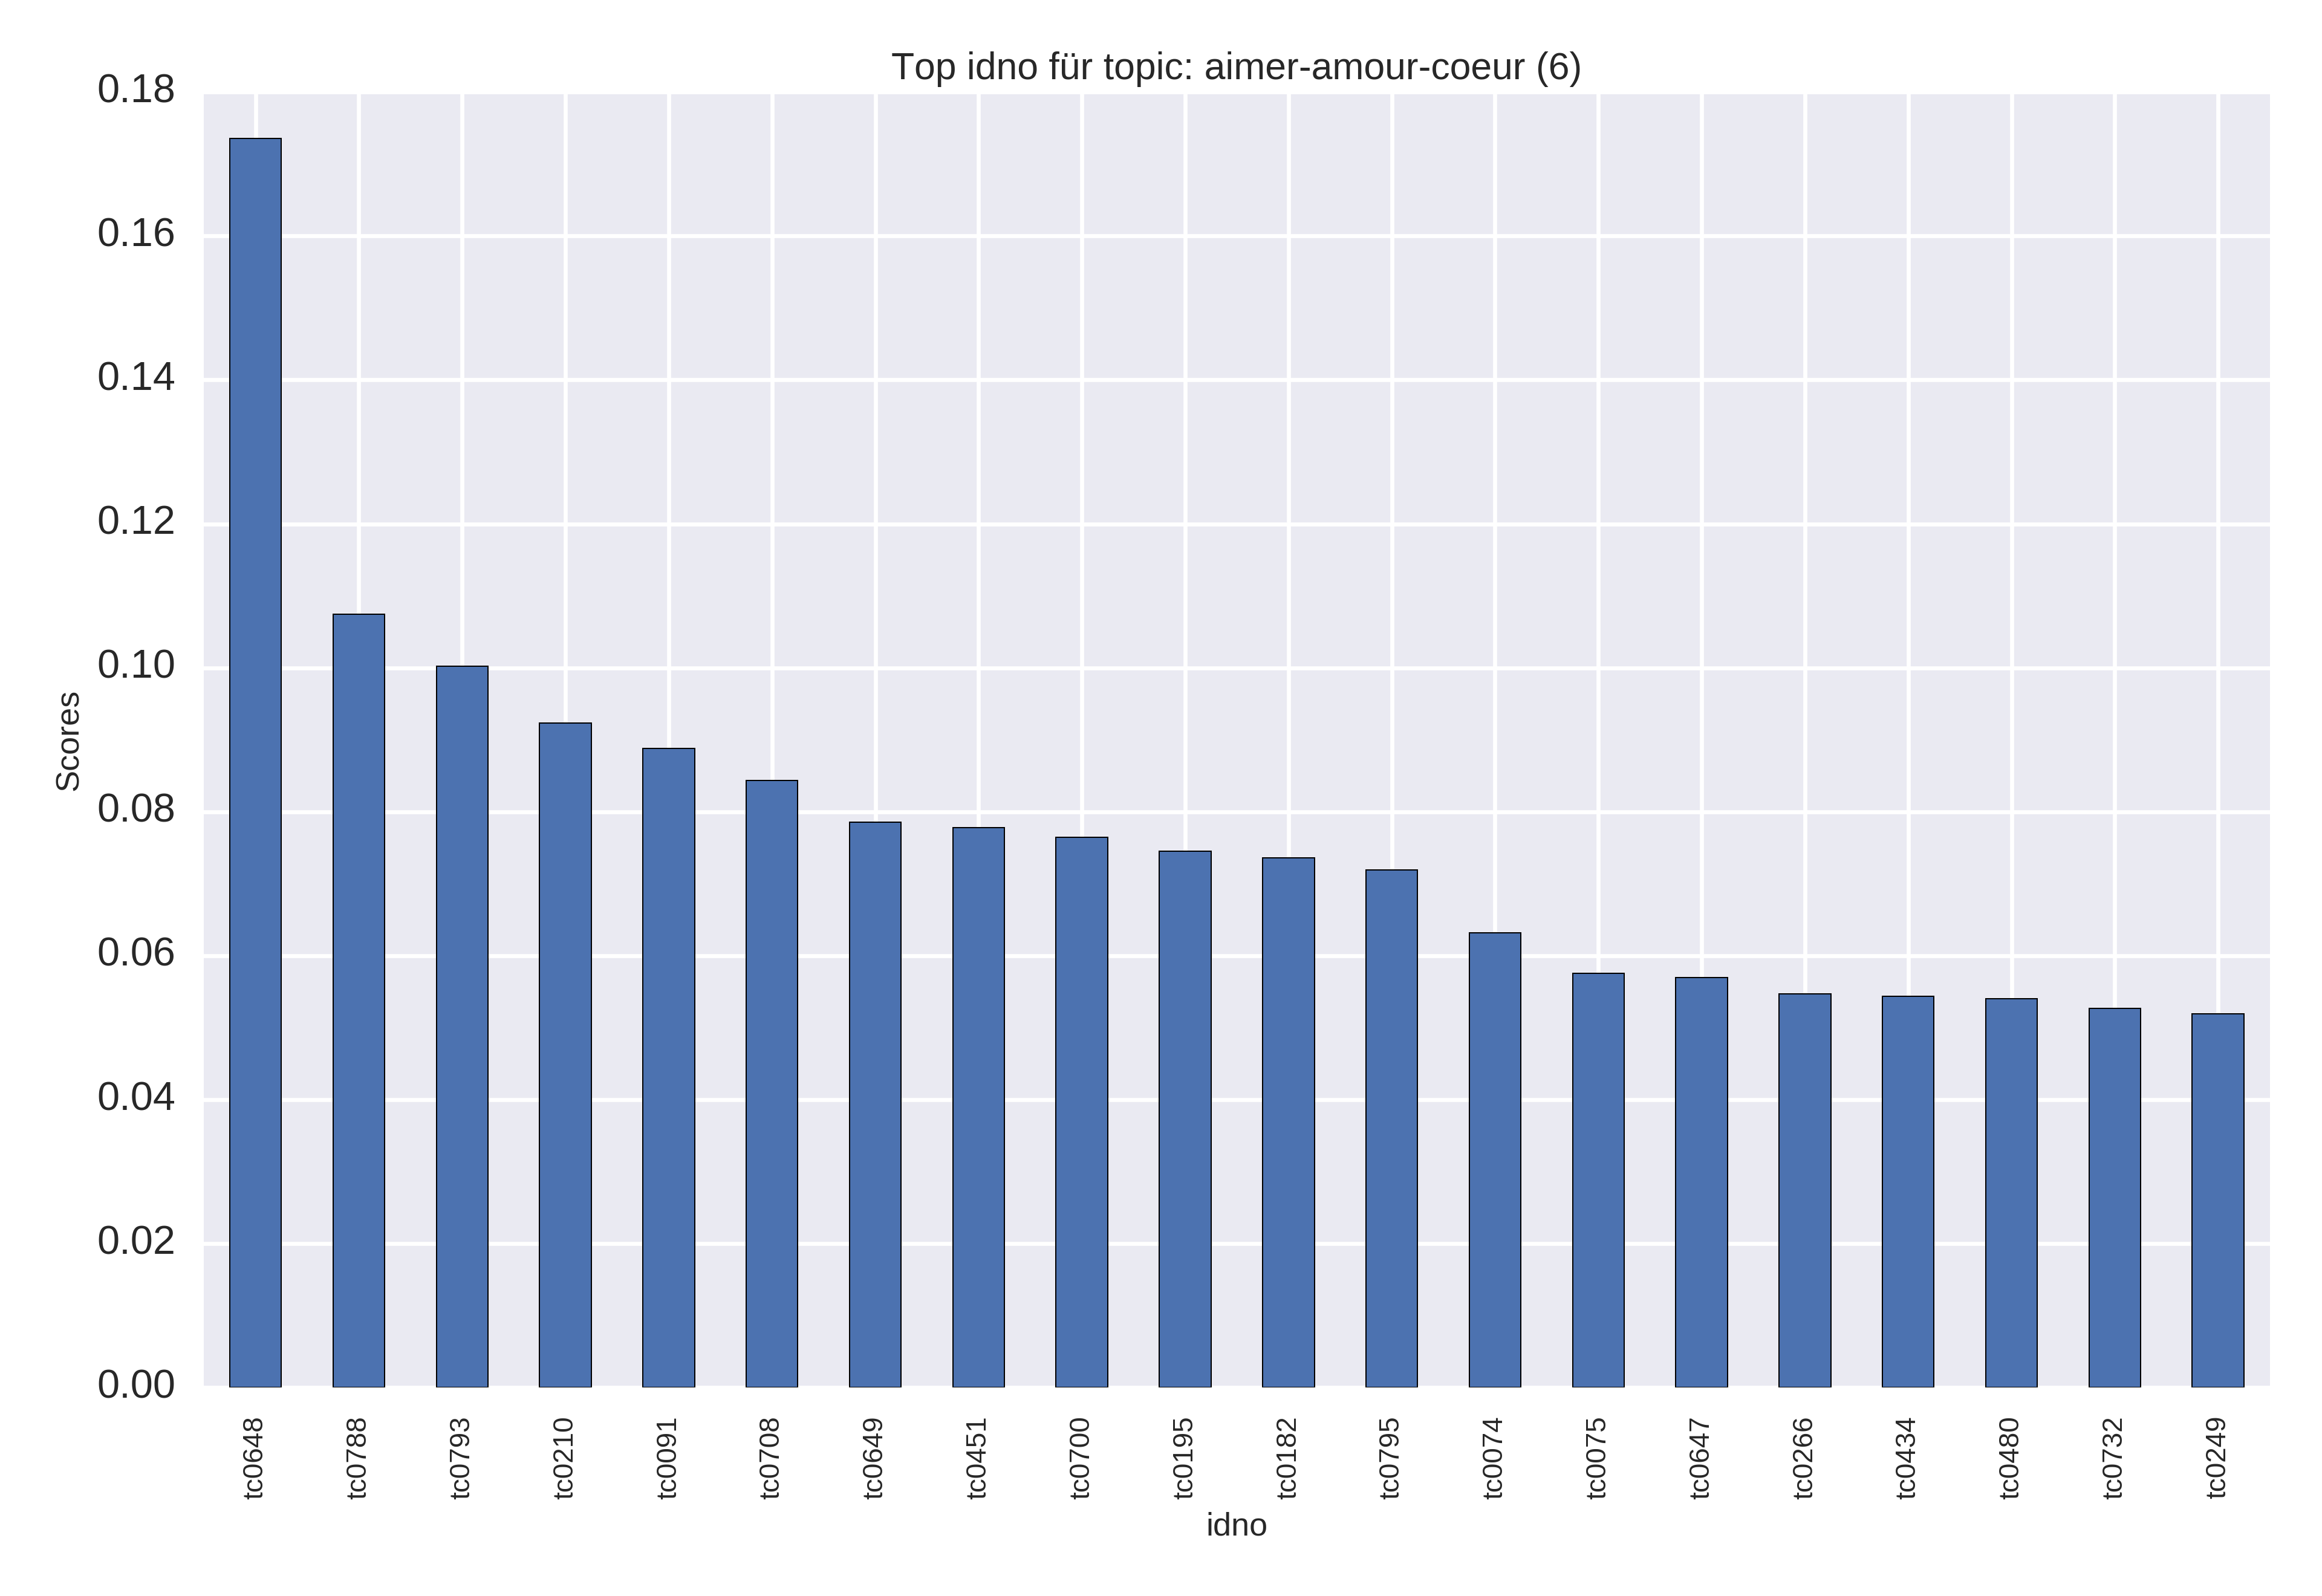 Top idno für topic: aimer-amour-coeur (6)
0.18
0.16
0.14
0.12
0.10
0.08
0.06
0.04
0.02
0.00
Scores
tc0648
tc0788
tc0793
tc0210
tc0091
tc0708
tc0649
tc0451
tc0700
tc0195
tc0182
tc0795
tc0074
tc0075
tc0647
tc0266
tc0434
tc0480
tc0732
tc0249
idno